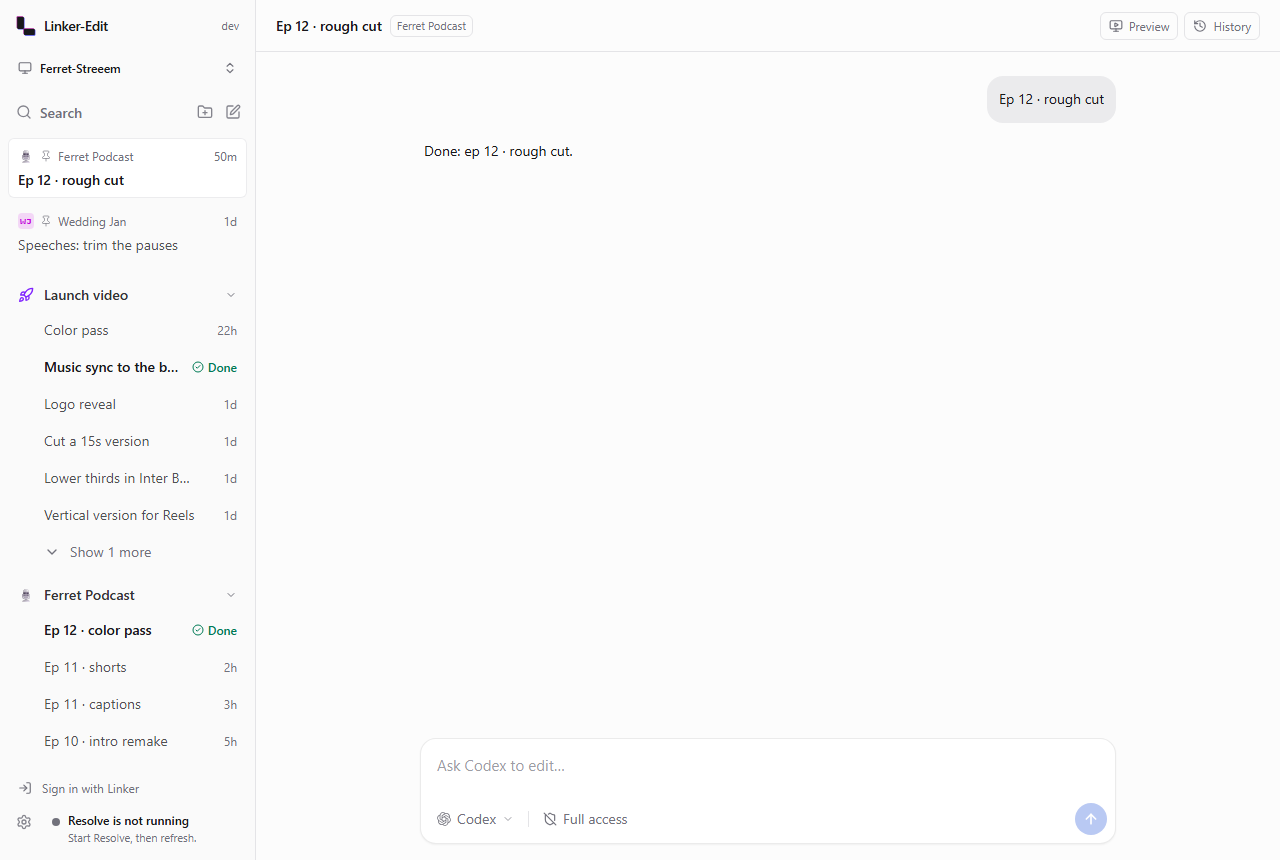 Linker-Edit
dev
Ferret-Streeem
Search
Ferret Podcast
50m
Ep 12 · rough cut
WJ
Wedding Jan
1d
Speeches: trim the pauses
Launch video
Color pass
22h
Music sync to the b...
Done
Logo reveal
1d
Cut a 15s version
1d
Lower thirds in Inter B...
1d
Vertical version for Reels
1d
Show 1 more
Ferret Podcast
Ep 12 · color pass
Done
Ep 11 · shorts
2h
Ep 11 · captions
3h
Ep 10 · intro remake
5h
Sign in with Linker
Resolve is not running
Start Resolve, then refresh.
Ep 12 · rough cut
Ferret Podcast
Preview
History
Ep 12 · rough cut
Done: ep 12 · rough cut.
Ask Codex to edit...
Codex
Full access